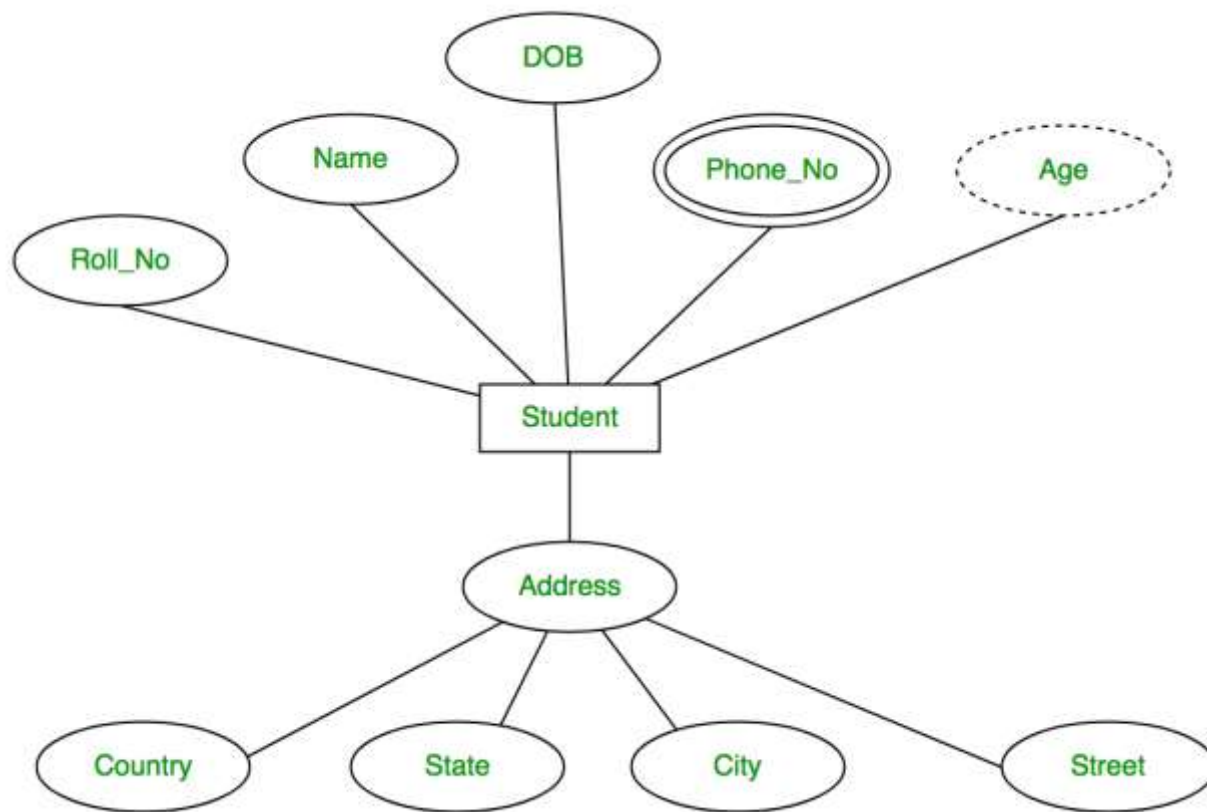 DOB
Name
Phone_No
Age
Roll_No
Student
Address
Country
State
City
Street